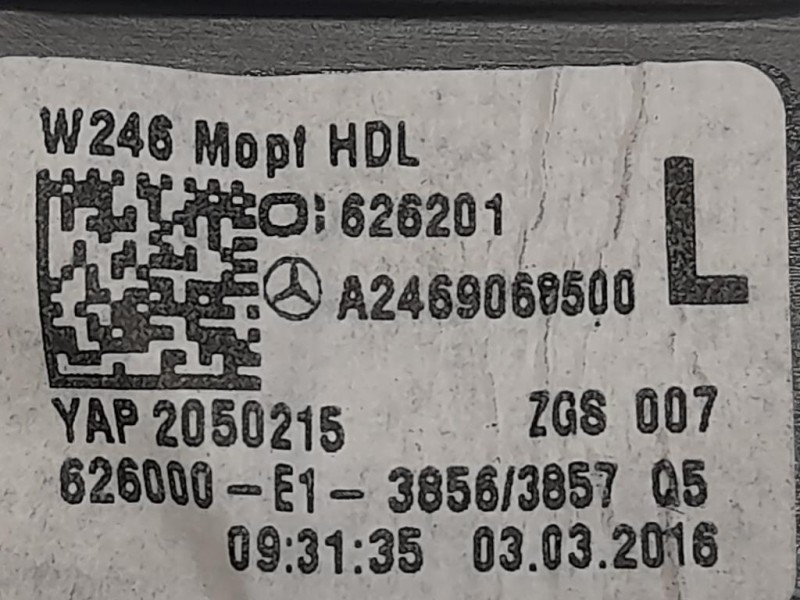 W246 Mopf HDL
O: 626201
A2469068500
L
YAP 2050215 ZGS 007
626000-E1- 3856/3857 Q5
09:31:35 03.03.2016